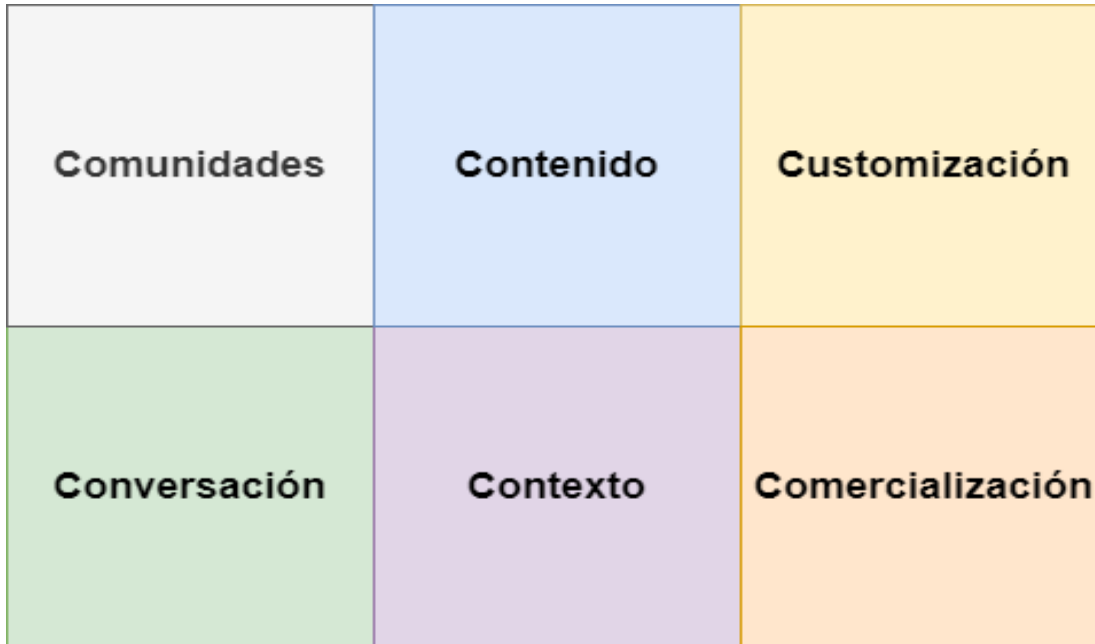 Comunidades
Contenido
Customización
Conversación
Contexto
Comercialización